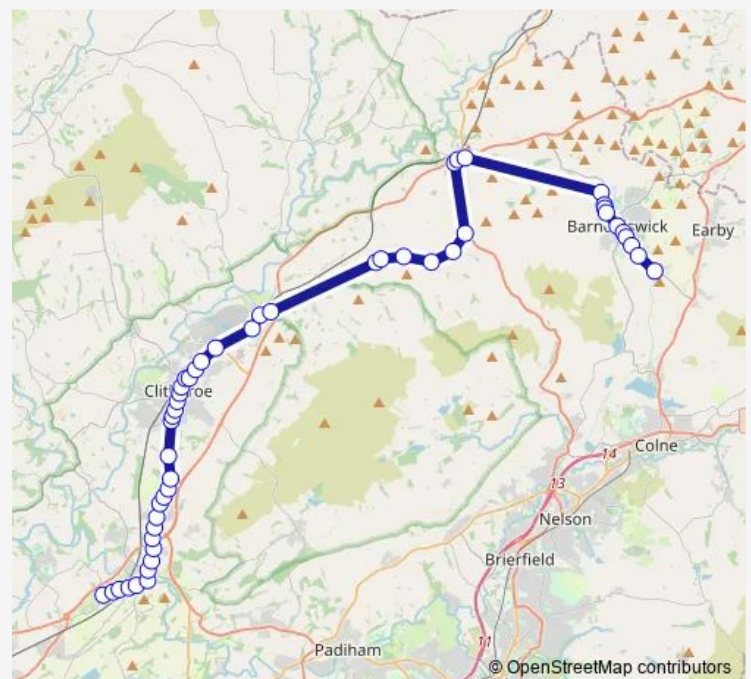 Barnoldswick
Earby
Clitheroe
Colne
14
13
Nelson
Brierfield
11
Padiham
© OpenStreetMap contributors